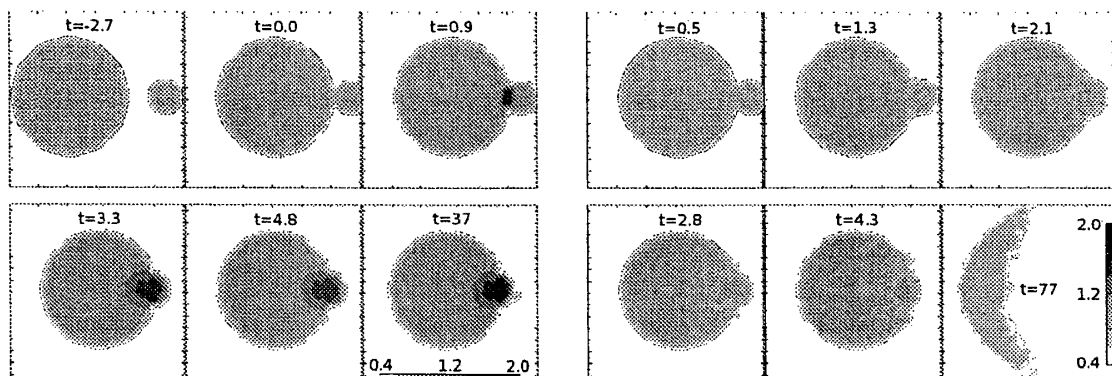 t=-2.7 t=0.0 t=0.9
t=3.3 t=4.8 t=37
0.4 1.2 2.0
t=0.5 t=1.3 t=2.1
t=2.8 t=4.3 t=77
2.0
1.2
0.4